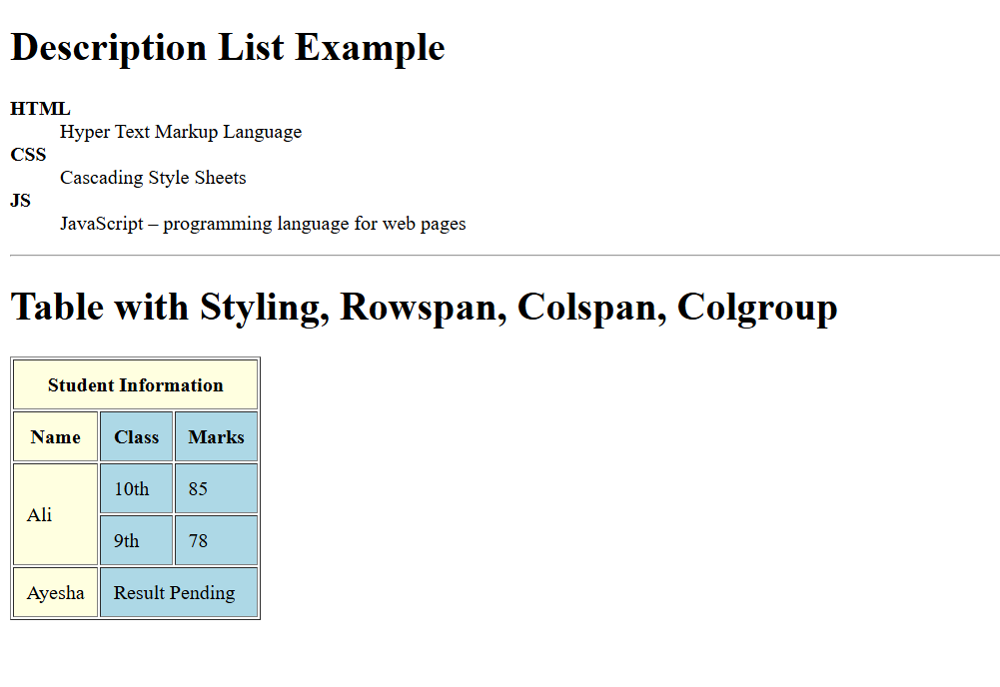 Description List Example
HTML
Hyper Text Markup Language
CSS
Cascading Style Sheets
JS
JavaScript – programming language for web pages
Table with Styling, Rowspan, Colspan, Colgroup
Student Information
Name Class Marks
Ali 10th 85
9th 78
Ayesha Result Pending